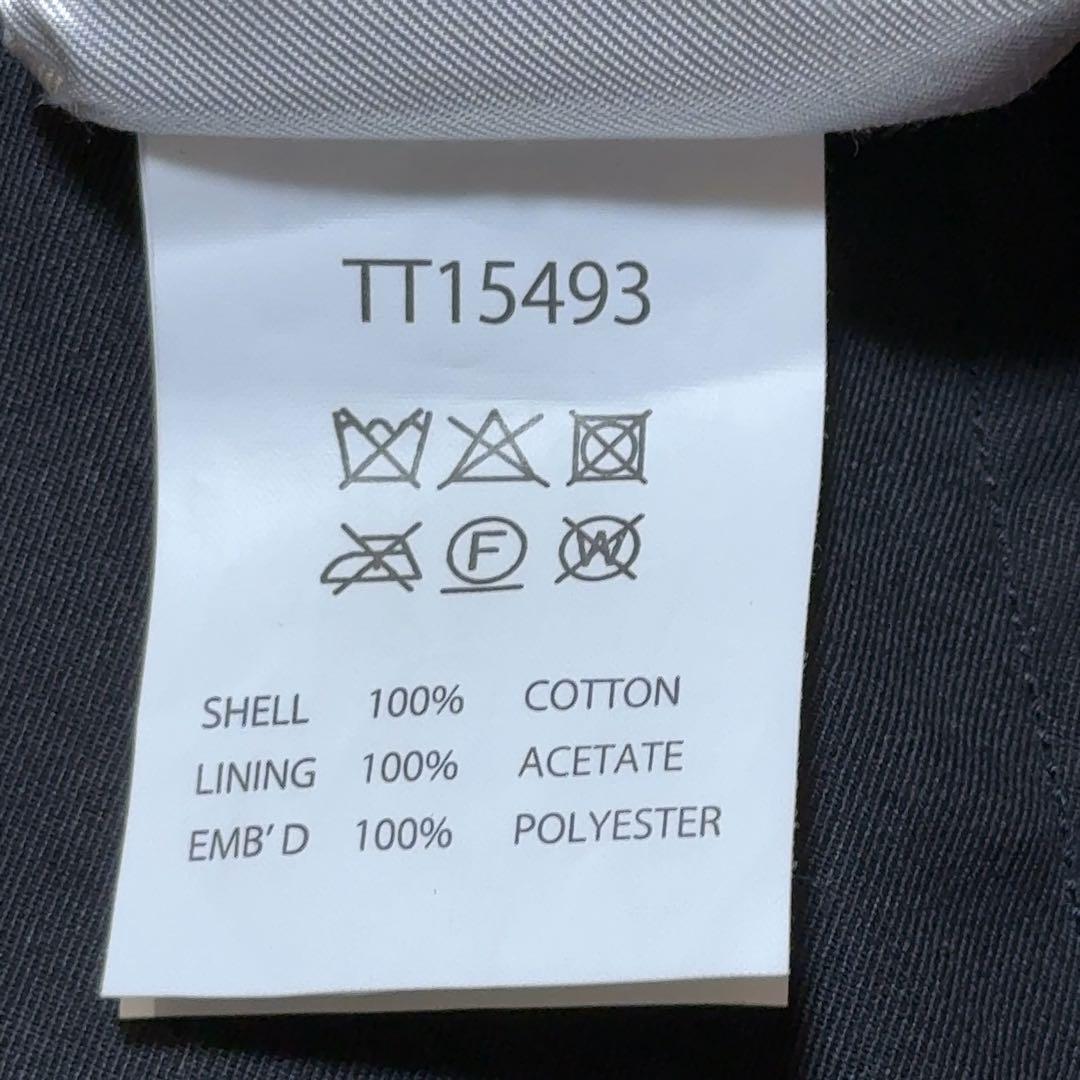 TT15493
F W
SHELL 100% COTTON
LINING 100% ACETATE
EMB'D 100% POLYESTER